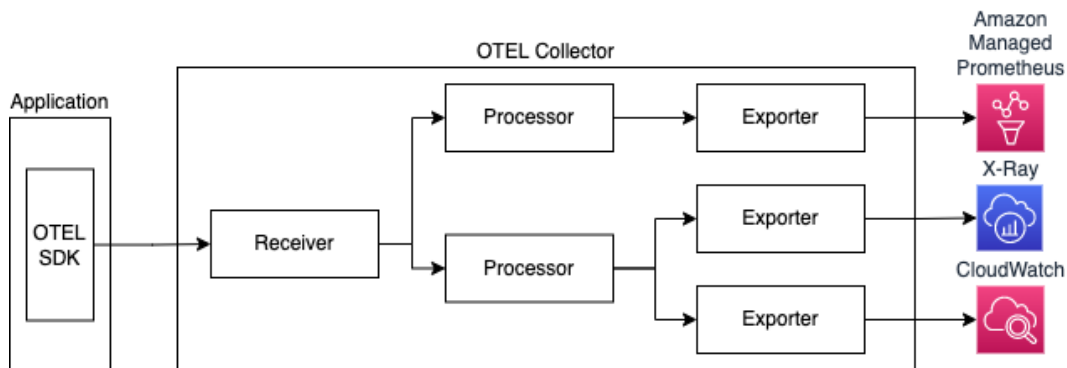 Amazon
Managed
Prometheus
OTEL Collector
Application
Processor
Exporter
X-Ray
OTEL
SDK
Receiver
Exporter
Processor
CloudWatch
Exporter